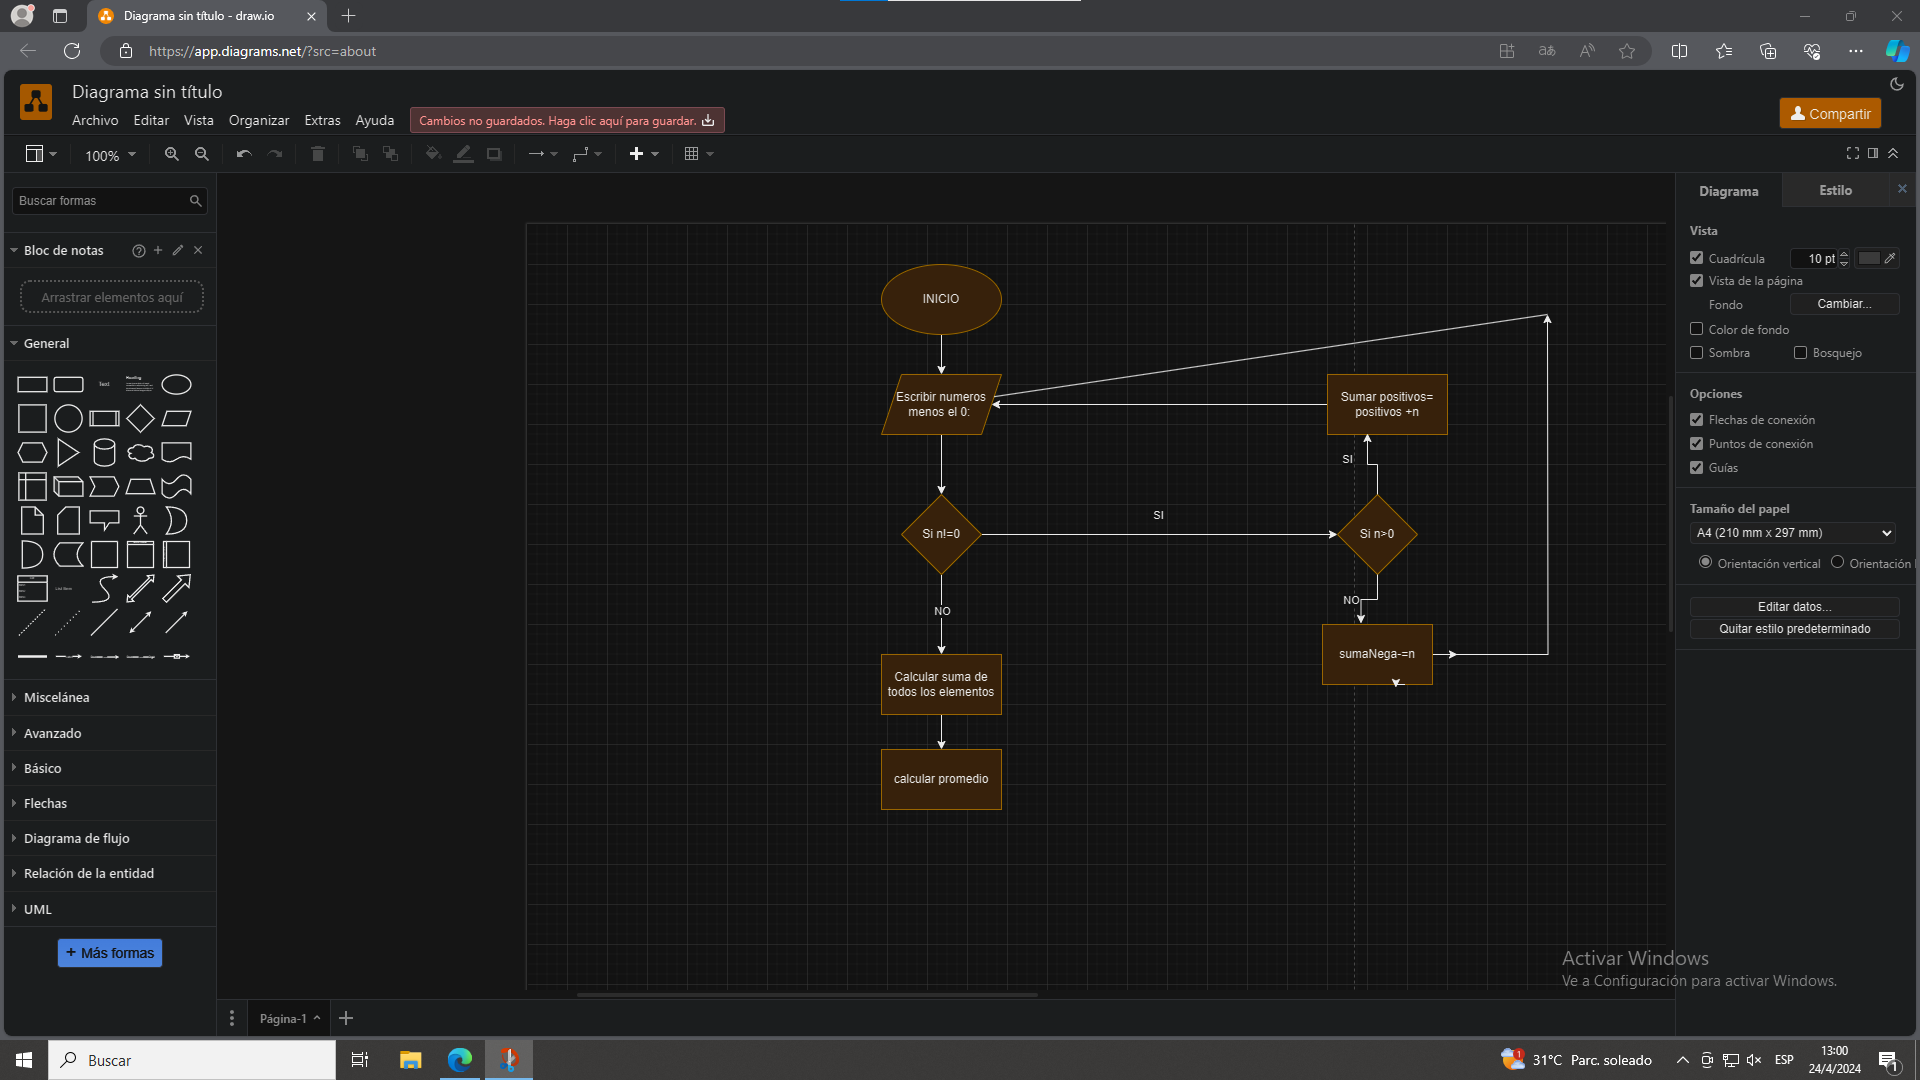 Diagrama sin título - draw.io
https://app.diagrams.net/?src=about
Diagrama sin título
Archivo Editar Vista Organizar Extras Ayuda
Cambios no guardados. Haga clic aquí para guardar.
Compartir
100%
Buscar formas
Bloc de notas
Arrastrar elementos aquí
General
Text
Heading
List Item
Miscelánea
Avanzado
Básico
Flechas
Diagrama de flujo
Relación de la entidad
UML
+ Más formas
INICIO
Escribir numeros
menos el 0:
Si n!=0
SI
NO
Calcular suma de
todos los elementos
calcular promedio
Sumar positivos=
positivos +n
SI
Si n>0
NO
sumaNega-=n
Diagrama Estilo
Vista
Cuadrícula 10 pt
Vista de la página
Fondo Cambiar...
Color de fondo
Sombra Bosquejo
Opciones
Flechas de conexión
Puntos de conexión
Guías
Tamaño del papel
A4 (210 mm x 297 mm)
Orientación vertical Orientación
Editar datos...
Quitar estilo predeterminado
Activar Windows
Ve a Configuración para activar Windows.
Página-1
Buscar
1
31°C Parc. soleado
ESP
13:00
24/4/2024
1